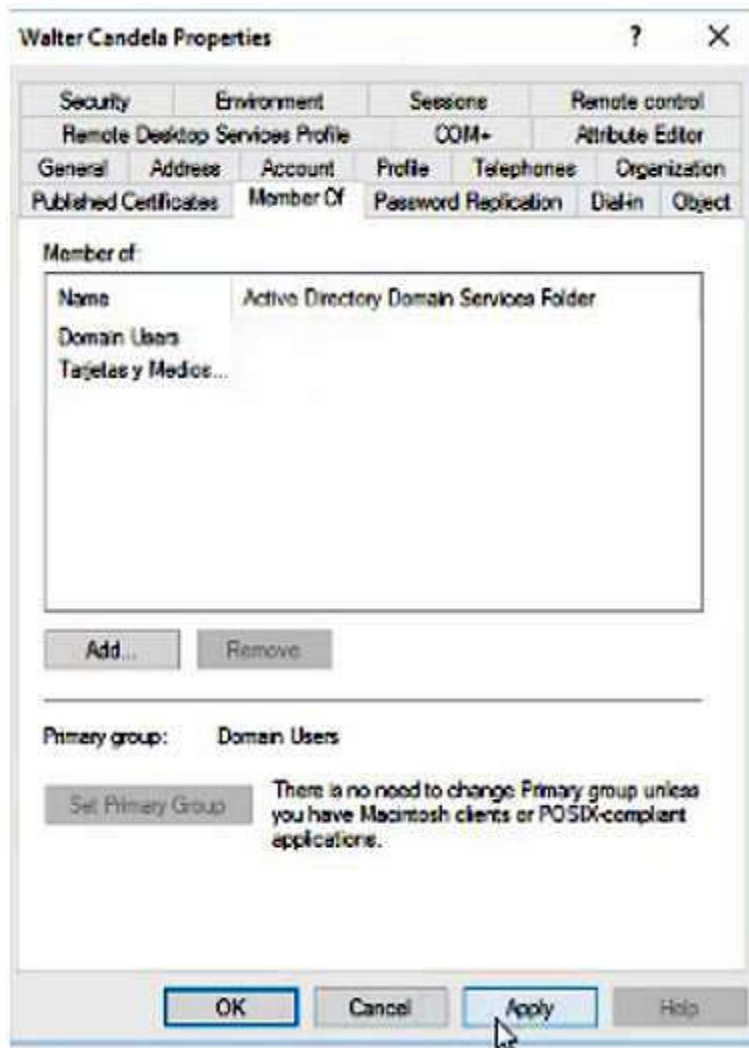 Walter Candela Properties ? X
Security Environment Sessions Remote control
Remote Desktop Services Profile COM+ Attribute Editor
General Address Account Profile Telephones Organization
Published Certificates Member Of Password Replication Dial-in Object
Member of:
Name Active Directory Domain Services Folder
Domain Users
Tarjetas y Medios...
Add... Remove
Primary group: Domain Users
Set Primary Group
There is no need to change Primary group unless
you have Macintosh clients or POSIX-compliant
applications.
OK Cancel Apply Help